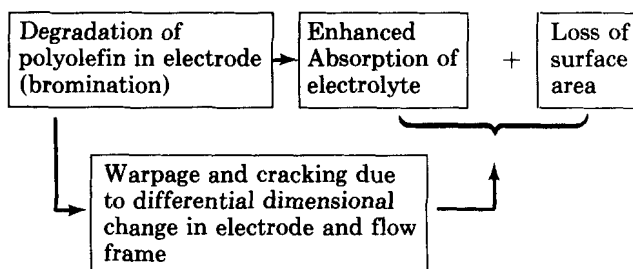 Degradation of
polyolefin in electrode
(bromination)
Enhanced
Absorption of
electrolyte
+
Loss of
surface
area
Warpage and cracking due
to differential dimensional
change in electrode and flow
frame